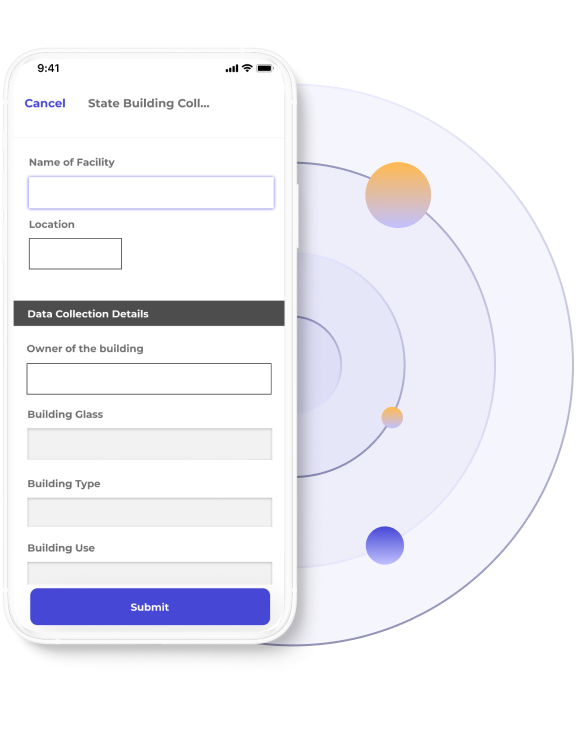 9:41
Cancel State Building Coll...
Name of Facility
Location
Data Collection Details
Owner of the building
Building Glass
Building Type
Building Use
Submit